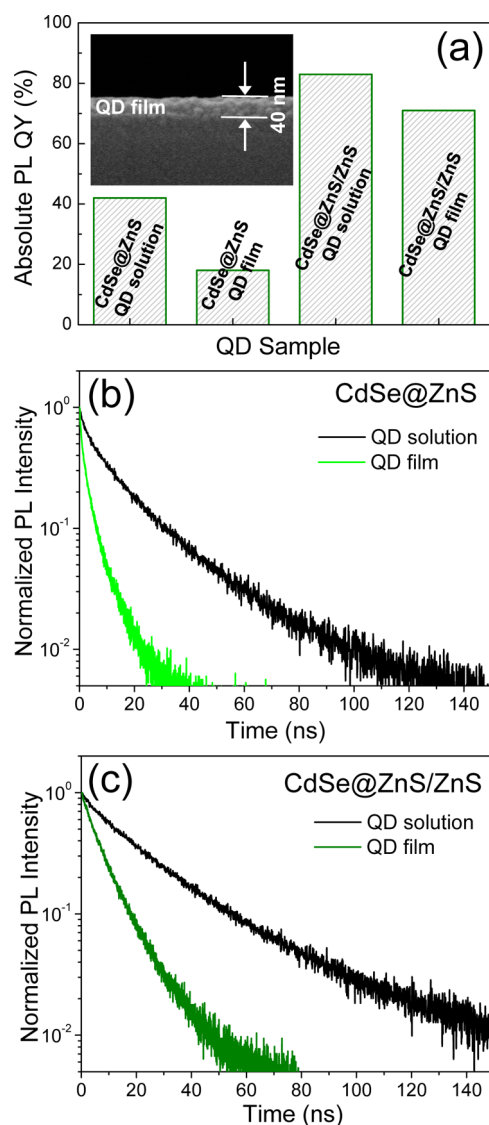 (a)
Absolute PL QY (%)
100
80
60
40
20
0
QD film
40 nm
CdSe@ZnS
QD solution
CdSe@ZnS
QD film
CdSe@ZnS/ZnS
QD solution
CdSe@ZnS/ZnS
QD film
QD Sample
(b)
CdSe@ZnS
QD solution
QD film
Normalized PL Intensity
10⁰
10⁻¹
10⁻²
0 20 40 60 80 100 120 140
Time (ns)
(c)
CdSe@ZnS/ZnS
QD solution
QD film
Normalized PL Intensity
10⁰
10⁻¹
10⁻²
0 20 40 60 80 100 120 140
Time (ns)